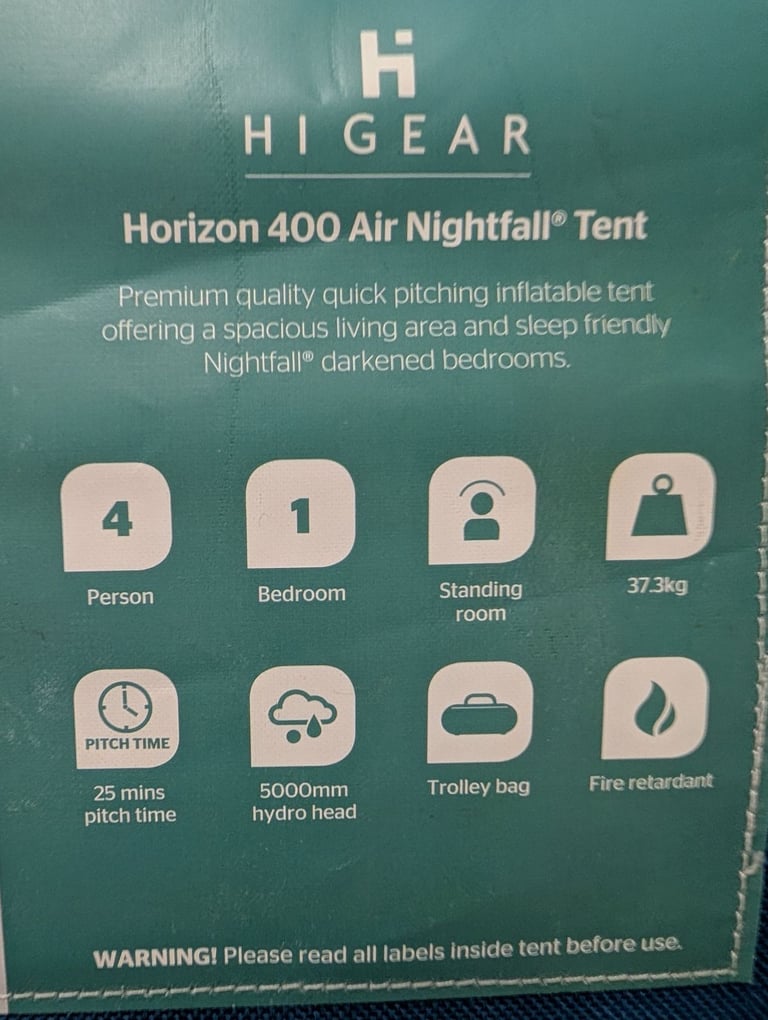 Hi
HI GEAR
Horizon 400 Air Nightfall® Tent
Premium quality quick pitching inflatable tent
offering a spacious living area and sleep friendly
Nightfall® darkened bedrooms.
4
1
Person
Bedroom
Standing
room
37.3kg
PITCH TIME
25 mins
pitch time
5000mm
hydro head
Trolley bag
Fire retardant
WARNING! Please read all labels inside tent before use.